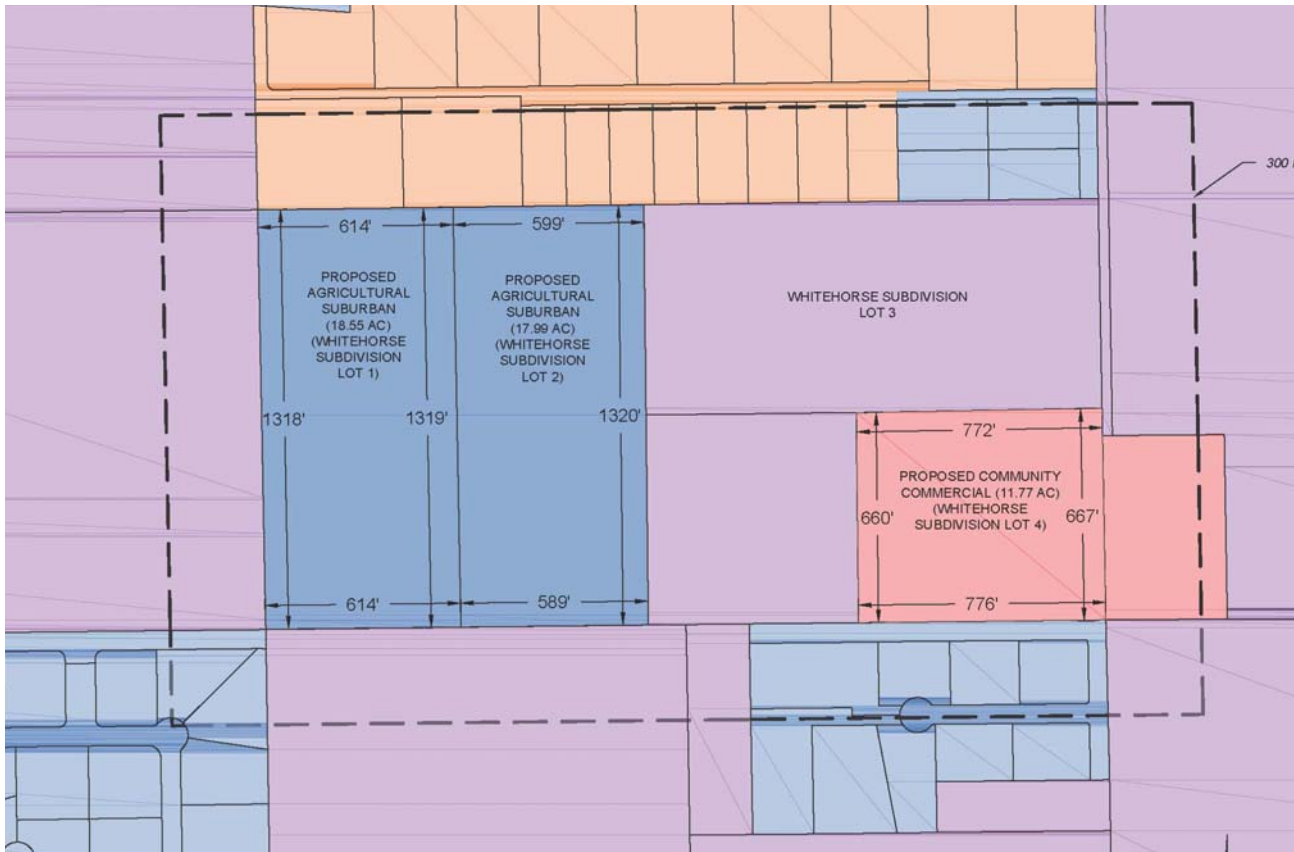 300
614'
599'
PROPOSED
AGRICULTURAL
SUBURBAN
(18.55 AC)
(WHITEHORSE
SUBDIVISION
LOT 1)
PROPOSED
AGRICULTURAL
SUBURBAN
(17.99 AC)
(WHITEHORSE
SUBDIVISION
LOT 2)
WHITEHORSE SUBDIVISION
LOT 3
1318'
1319'
1320'
772'
PROPOSED COMMUNITY
COMMERCIAL (11.77 AC)
(WHITEHORSE
SUBDIVISION LOT 4)
660'
667'
614'
589'
776'